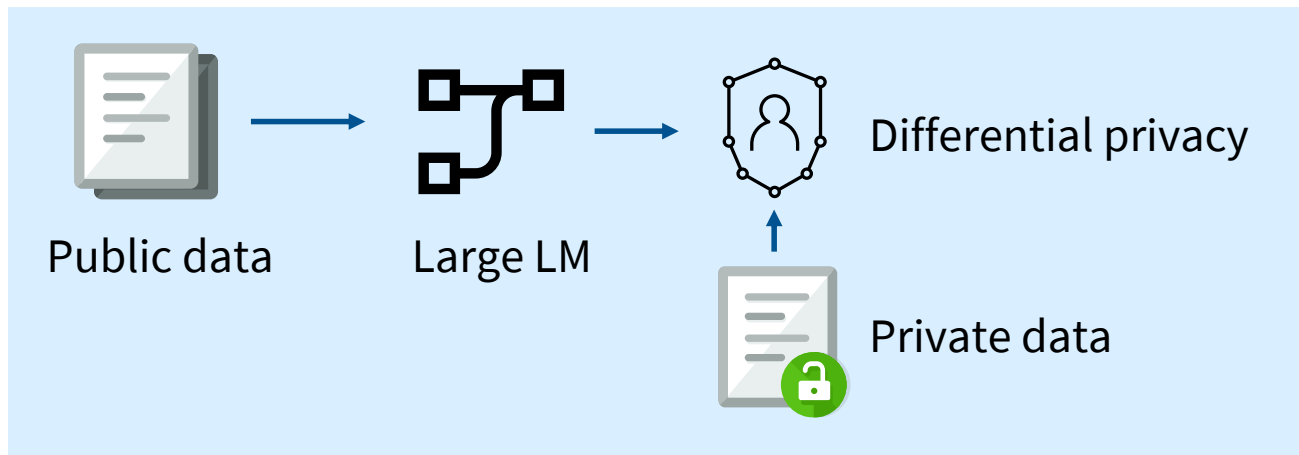 Public data
Large LM
Differential privacy
Private data